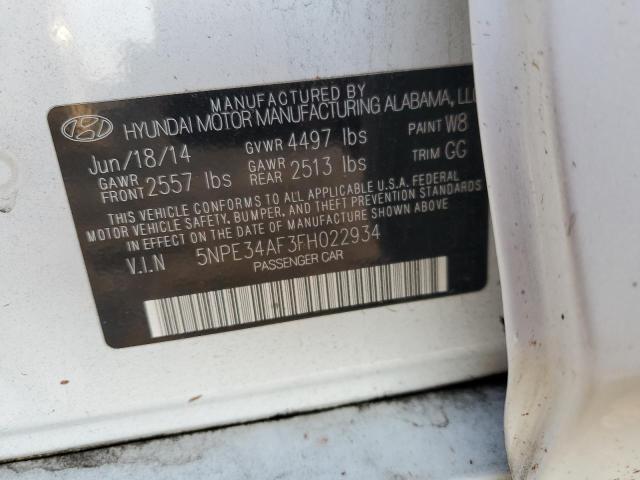 MANUFACTURED BY
HYUNDAI MOTOR MANUFACTURING ALABAMA,
Jun/18/14 GVWR 4497 lbs PAINT W8
GAWR FRONT 2557 lbs GAWR REAR 2513 lbs TRIM GG
THIS VEHICLE CONFORMS TO ALL APPLICABLE U.S.A. FEDERAL
MOTOR VEHICLE SAFETY, BUMPER, AND THEFT PREVENTION STANDARDS
IN EFFECT ON THE DATE OF MANUFACTURE SHOWN ABOVE.
V.I.N 5NPE34AF3FH022934
PASSENGER CAR